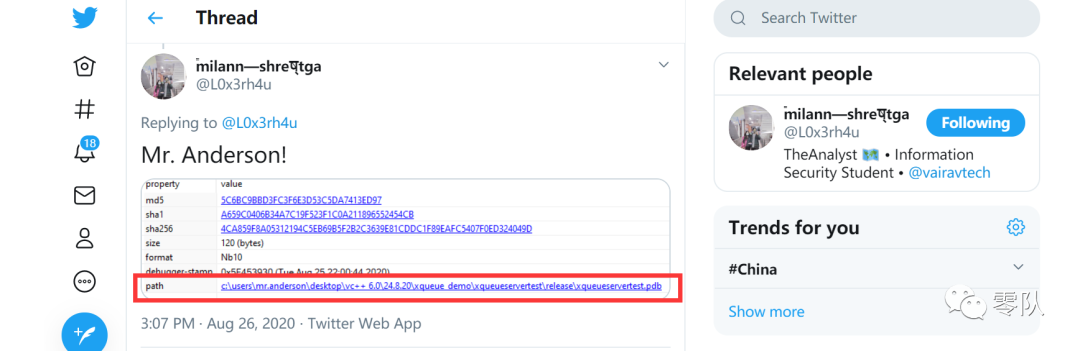 Thread
Search Twitter
milann—shreष्tga
@L0x3rh4u
Replying to @L0x3rh4u
Mr. Anderson!
property value
md5 5C6BC9BBD3FC3F6E3D53C5DA7413ED97
sha1 A659C0406B34A7C19F523F1C0A211896552454CB
sha256 4CA859F8A05312194C5EB69B5F2B2C3639E81CDDC1F89EAFC5407F0ED324049D
size 120 (bytes)
format Nb10
debugger-stamp 0x5F453930 (Tue Aug 25 22:00:44 2020)
path c:\users\mr.anderson\desktop\vc++ 6.0\24.8.20\xqueue_demo\xqueueservertest\release\xqueueservertest.pdb
3:07 PM · Aug 26, 2020 · Twitter Web App
18
Relevant people
milann—shreष्tga
@L0x3rh4u
Following
TheAnalyst 🗺️ • Information
Security Student • @vairavtech
Trends for you
#China
Show more
零队